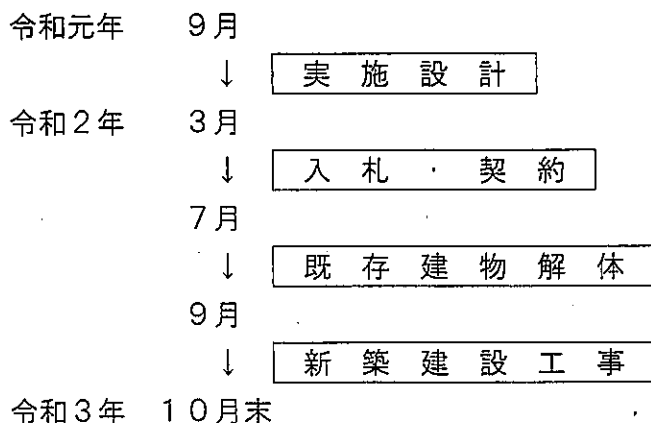 令和元年　９月
↓　実施設計
令和２年　３月
↓　入札・契約
７月
↓　既存建物解体
９月
↓　新築建設工事
令和３年　１０月末